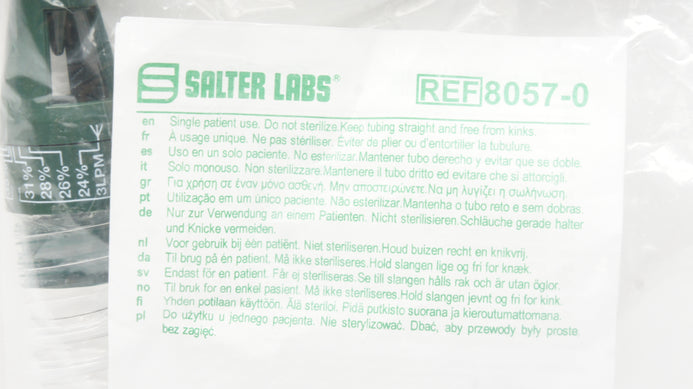 SALTER LABS®
REF 8057-0
en Single patient use. Do not sterilize.Keep tubing straight and free from kinks.
fr À usage unique. Ne pas stériliser. Éviter de plier ou d'entortiller la tubulure.
es Uso en un solo paciente. No esterilizar.Mantener tubo derecho y evitar que se doble.
it Solo monouso. Non sterilizzare.Mantenere il tubo dritto ed evitare che si attorcigli.
gr Για χρήση σε έναν μόνο ασθενή. Μην αποστειρώνετε.Να μη λυγίζει η σωλήνωση.
pt Utilização em um único paciente. Não esterilizar.Mantenha o tubo reto e sem dobras.
de Nur zur Verwendung an einem Patienten. Nicht sterilisieren.Schläuche gerade halter
und Knicke vermeiden.
nl Voor gebruik bij èèn patiënt. Niet steriliseren.Houd buizen recht en knikvrij.
da Til brug på én patient. Må ikke steriliseres.Hold slangen lige og fri for knæk.
sv Endast för en patient. Får ej steriliseras.Se till slangen hålls rak och är utan öglor.
no Til bruk for en enkel pasient. Må ikke steriliseres.Hold slangen jevnt og fri for kink.
fi Yhden potilaan käyttöön. Älä steriloi. Pidä putkisto suorana ja kieroutumattomana.
pl Do użytku u jednego pacjenta. Nie sterylizować. Dbać, aby przewody były proste
bez zagięć.
31%
28%
26%
24%
3LPM